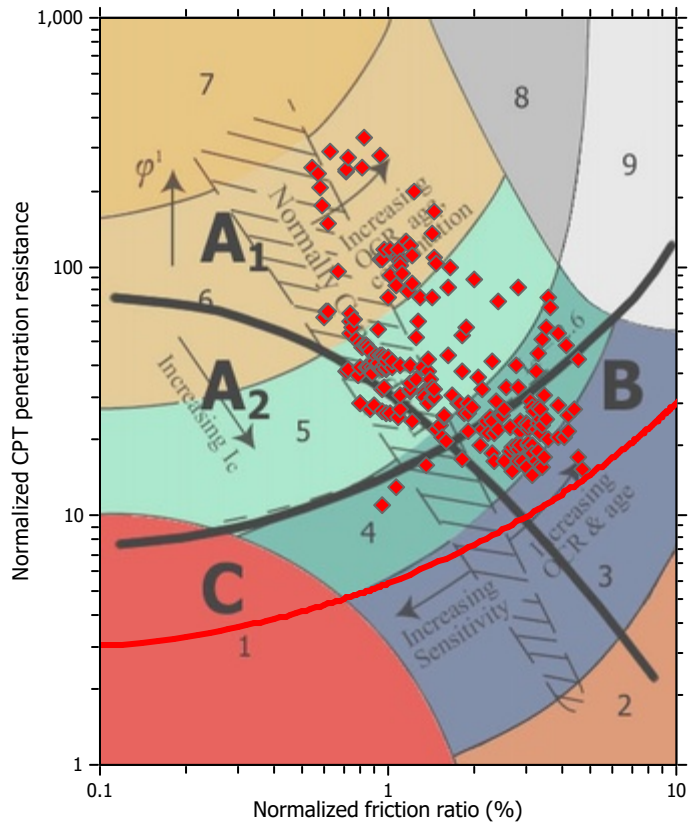 1,000
7
8
φ¹
9
Increasing
OCR, age,
cementation
Normally
100
A₁
6
A₂
B
Increasing Ic
5
10
4
Increasing
OCR & age
C
3
Increasing
Sensitivity
1
2
1
0.1
1
10
Normalized friction ratio (%)
Normalized CPT penetration resistance